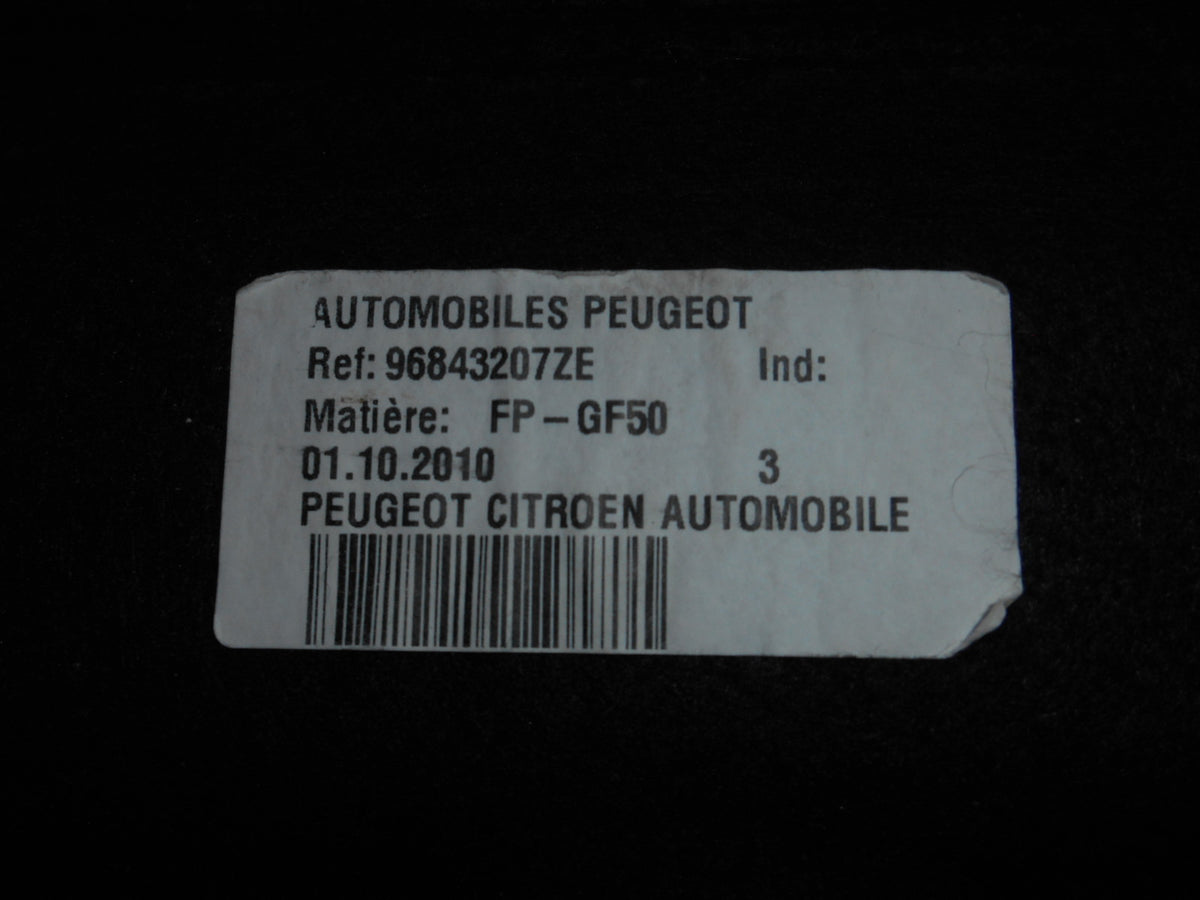 AUTOMOBILES PEUGEOT
Ref: 96843207ZE Ind:
Matière: FP-GF50
01.10.2010 3
PEUGEOT CITROEN AUTOMOBILE